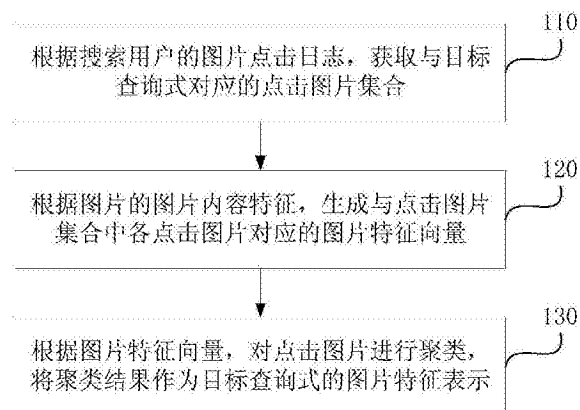 110
根据搜索用户的图片点击日志，获取与目标
查询式对应的点击图片集合
120
根据图片的图片内容特征，生成与点击图片
集合中各点击图片对应的图片特征向量
130
根据图片特征向量，对点击图片进行聚类，
将聚类结果作为目标查询式的图片特征表示